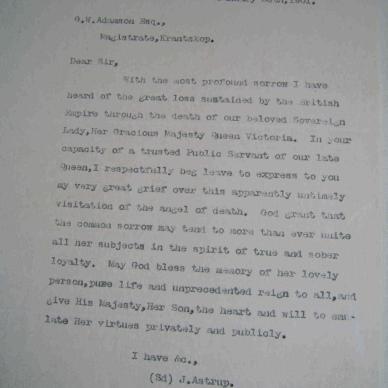 1901.
G.W.Adamson Esq.,
Magistrate,Krantzkop.
Dear Sir,
With the most profound sorrow I have
heard of the great loss sustained by the British
Empire through the death of our beloved Sovereign
Lady,Her Gracious Majesty Queen Victoria. In your
capacity of a trusted Public Servant of our late
Queen,I respectfully beg leave to express to you
my very great grief over this apparently untimely
visitation of the angel of death. God grant that
the common sorrow may tend to more than ever unite
all her subjects in the spirit of true and sober
loyalty. May God bless the memory of her lovely
person,pure life and unprecedented reign to all,and
give His Majesty,Her Son,the heart and will to emu-
late Her virtues privately and publicly.
I have &c.,
(Sd) J.Astrup.